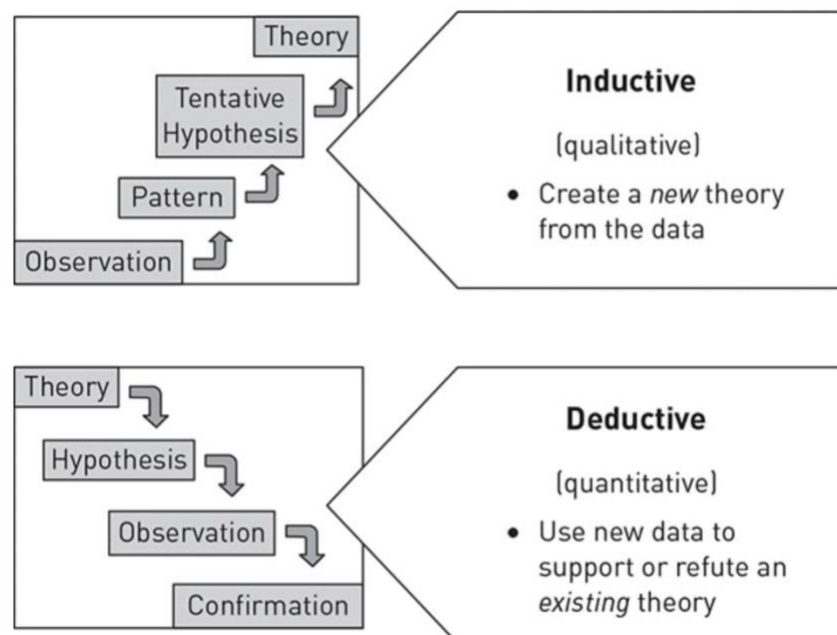 Theory
Tentative
Hypothesis
Pattern
Observation
Inductive
(qualitative)
• Create a new theory
from the data
Theory
Hypothesis
Observation
Confirmation
Deductive
(quantitative)
• Use new data to
support or refute an
existing theory